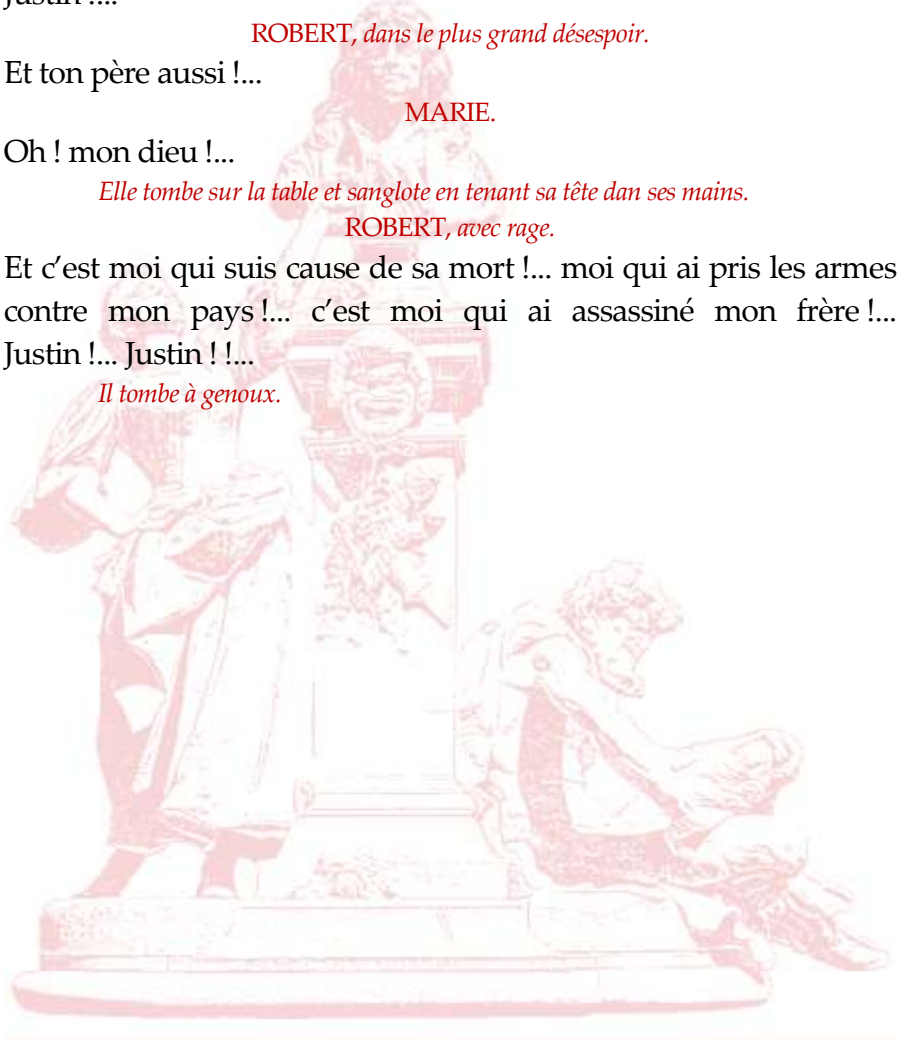 Justin !...
ROBERT, dans le plus grand désespoir.
Et ton père aussi !...
MARIE.
Oh ! mon dieu !...
Elle tombe sur la table et sanglote en tenant sa tête dan ses mains.
ROBERT, avec rage.
Et c’est moi qui suis cause de sa mort !... moi qui ai pris les armes
contre mon pays !... c’est moi qui ai assassiné mon frère !...
Justin !... Justin ! !...
Il tombe à genoux.